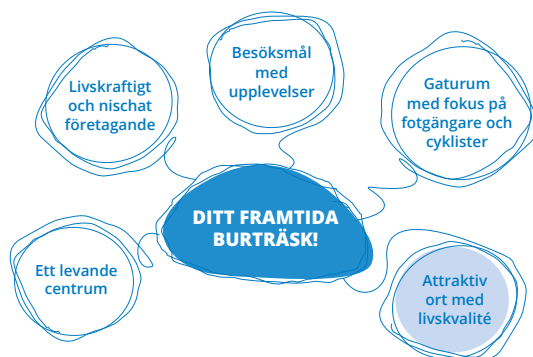 Besöksmål
med
upplevelser
Livskraftigt
och nischat
företagande
Gaturum
med fokus på
fotgängare och
cyklister
DITT FRAMTIDA
BURTRÄSK!
Ett levande
centrum
Attraktiv
ort med
livskvalité